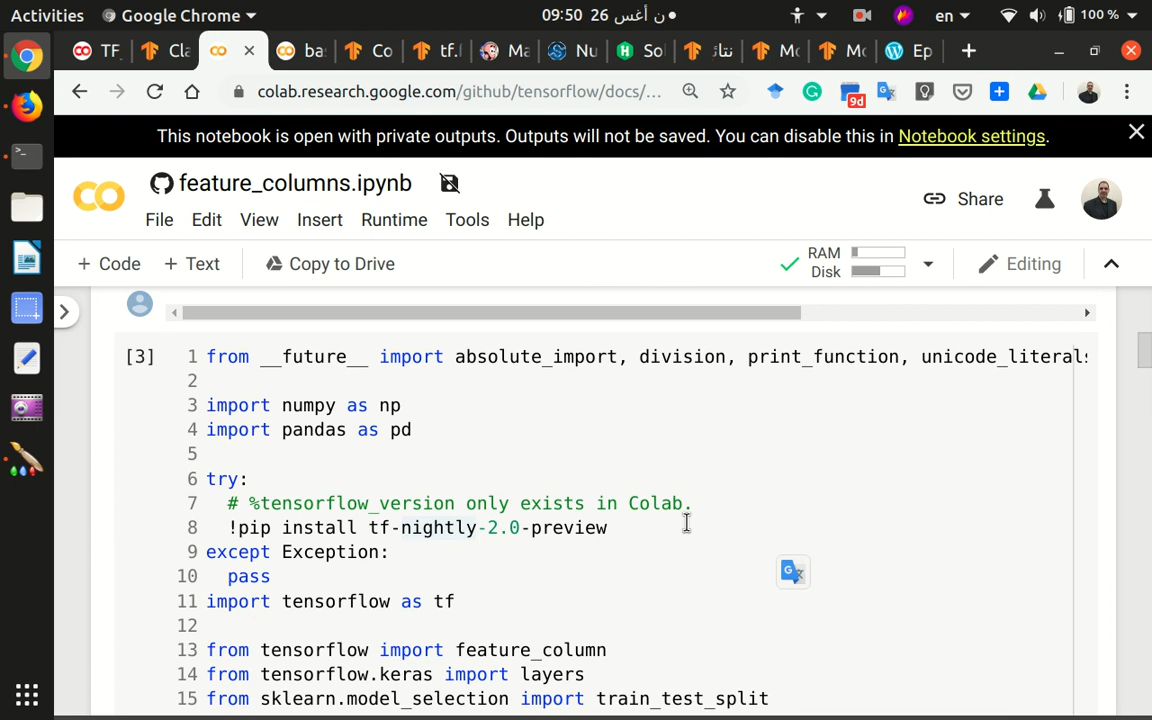 Activities Google Chrome 09:50 26 ن أغس en 100 %
TF Cla ba Co tf.l Ma Nu So نتائ Mo Mo Ep
colab.research.google.com/github/tensorflow/docs/... 9d
This notebook is open with private outputs. Outputs will not be saved. You can disable this in Notebook settings.
feature_columns.ipynb
Share
File Edit View Insert Runtime Tools Help
+ Code + Text Copy to Drive RAM Disk Editing
[3] 1 from __future__ import absolute_import, division, print_function, unicode_literals
2
3 import numpy as np
4 import pandas as pd
5
6 try:
7 # %tensorflow_version only exists in Colab.
8 !pip install tf-nightly-2.0-preview
9 except Exception:
10 pass
11 import tensorflow as tf
12
13 from tensorflow import feature_column
14 from tensorflow.keras import layers
15 from sklearn.model_selection import train_test_split